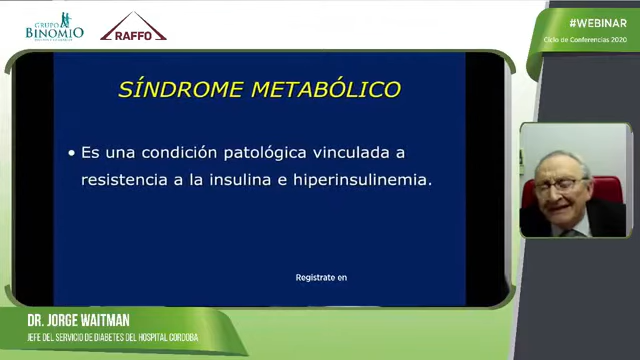 GRUPO
BINOMIO
RAFFO
#WEBINAR
Ciclo de Conferencias 2020
SÍNDROME METABÓLICO
• Es una condición patológica vinculada a
resistencia a la insulina e hiperinsulinemia.
Registrate en
DR. JORGE WAITMAN
JEFE DEL SERVICIO DE DIABETES DEL HOSPITAL CORDOBA